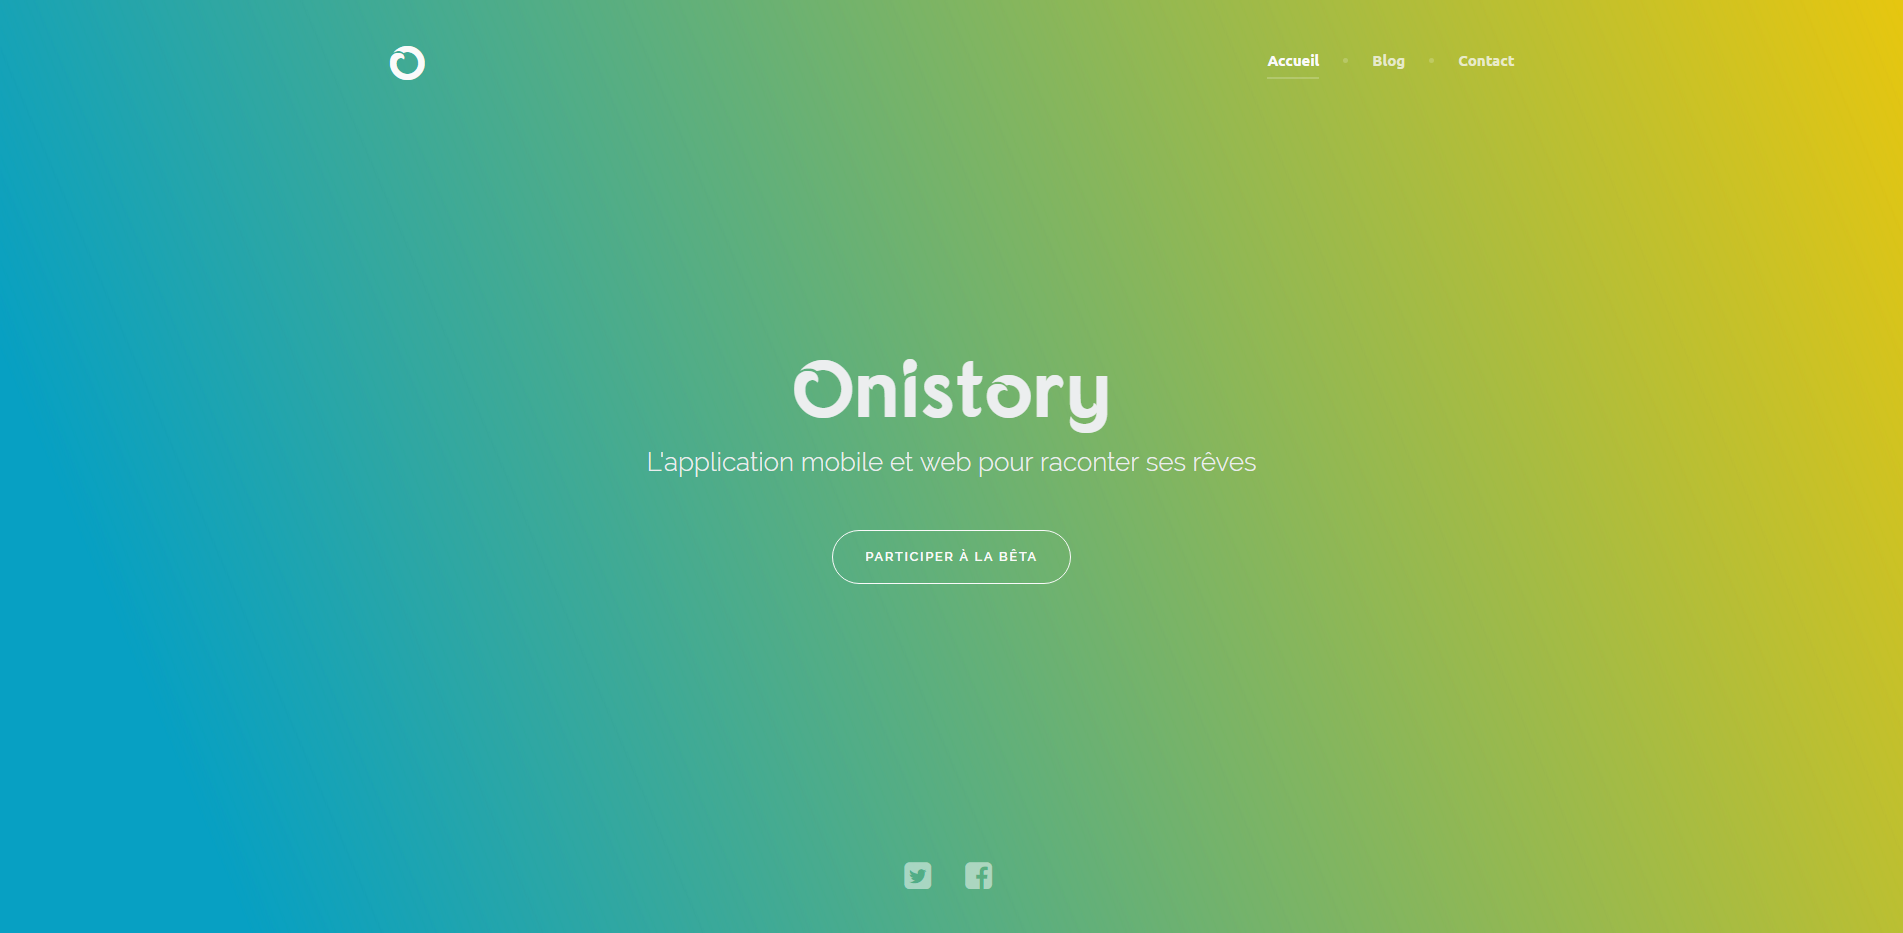 Accueil • Blog • Contact
Onistory
L'application mobile et web pour raconter ses rêves
PARTICIPER À LA BÊTA